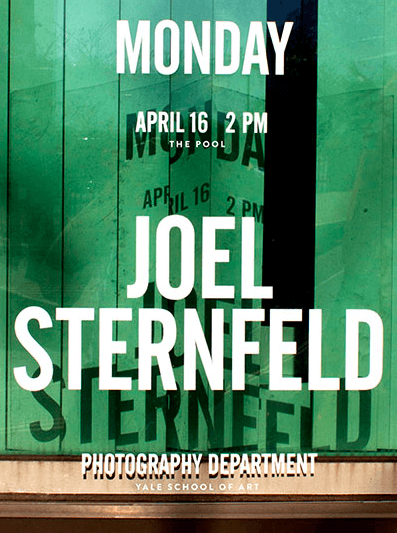 MONDAY
APRIL 16 2 PM
THE POOL
JOEL
STERNFELD
PHOTOGRAPHY DEPARTMENT
YALE SCHOOL OF ART